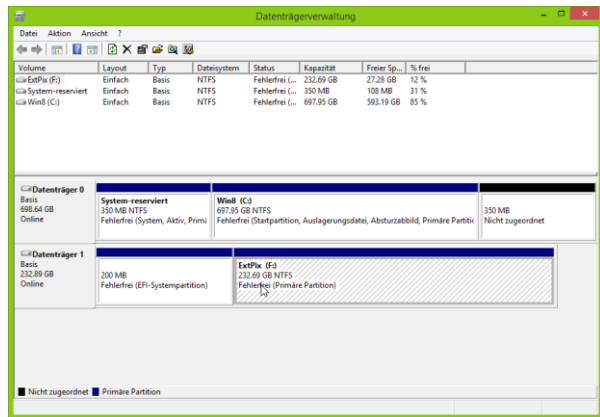 Datenträgerverwaltung
Datei Aktion Ansicht ?
Volume Layout Typ Dateisystem Status Kapazität Freier Sp... % frei
ExtPix (F:) Einfach Basis NTFS Fehlerfrei (... 232.69 GB 27.28 GB 12 %
System-reserviert Einfach Basis NTFS Fehlerfrei (... 350 MB 108 MB 31 %
Win8 (C:) Einfach Basis NTFS Fehlerfrei (... 697.95 GB 593.19 GB 85 %
Datenträger 0
Basis
698.64 GB
Online
System-reserviert
350 MB NTFS
Fehlerfrei (System, Aktiv, Primä
Win8 (C:)
697.95 GB NTFS
Fehlerfrei (Startpartition, Auslagerungsdatei, Absturzabbild, Primäre Partitic
350 MB
Nicht zugeordnet
Datenträger 1
Basis
232.89 GB
Online
200 MB
Fehlerfrei (EFI-Systempartition)
ExtPix (F:)
232.69 GB NTFS
Fehlerfrei (Primäre Partition)
Nicht zugeordnet Primäre Partition